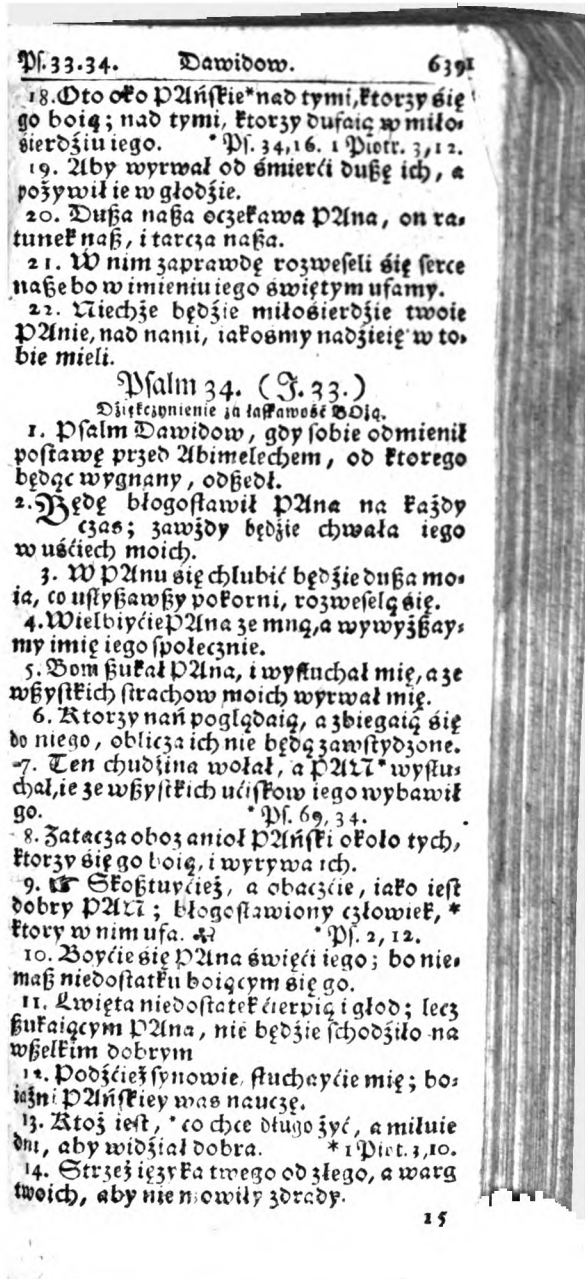 Ps. 33.34. Dawidow. 639
18. Oto oko PAńskie* nad tymi, ktorzy się
go boią; nad tymi, ktorzy dufaią w miło-
sierdźiu iego. * Ps. 34,16. 1 Piotr. 3,12.
19. Aby wyrwał od śmierći duszę ich, a
pożywił ie w głodźie.
20. Dusza nasza oczekawa PAna, on ra-
tunek nasz, i tarcza nasza.
21. W nim zaprawdę rozweseli się serce
nasze bo w imieniu iego świętym ufamy.
22. Niechże będźie miłosierdźie twoie
PAnie, nad nami, iakosmy nadźieię w to-
bie mieli.
Psalm 34. (J. 33.)
Dźiękczynienie za łaskawość BOżą.
1. Psalm Dawidow, gdy sobie odmienił
postawę przed Abimelechem, od ktorego
będąc wygnany, odszedł.
2. Będę błogosławił PAna na każdy
czas; zawżdy będźie chwała iego
w uśćiech moich.
3. W PAnu się chlubić będźie dusza mo-
ia, co usłyszawszy pokorni, rozweselą się.
4. WielbiyćiePAna ze mną, a wywyższay-
my imię iego społecznie.
5. Bom szukał PAna, i wysłuchał mię, a ze
wszystkich strachow moich wyrwał mię.
6. Ktorzy nań poglądaią, a zbiegaią się
do niego, oblicza ich nie będą zawstydzone.
7. Ten chudźina wołał, a PAN* wysłu-
chał, ie ze wszystkich ućiskow iego wybawił
go. * Ps. 69,34.
8. Zatacza oboz anioł PAński około tych,
ktorzy się go boią, i wyrywa ich.
9. ☞ Skosztuyćież, a obaczćie, iako iest
dobry PAN; błogosławiony człowiek, *
ktory w nim ufa. * Ps. 2,12.
10. Boyćie się PAna święći iego; bo nie-
masz niedostatku boiącym się go.
11. Lwięta niedostatek ćierpią i głod; lecz
szukaiącym PAna, nie będźie schodźiło na
wszelkim dobrym
12. Podźćież synowie, słuchayćie mię; bo-
iaźni PAńskiey was nauczę.
13. Ktoż iest, * co chce długo żyć, a miłuie
dni, aby widźiał dobra. * 1 Piot. 3,10.
14. Strzeż ięzyka twego od złego, a warg
twoich, aby nie mowiły zdrady.
15